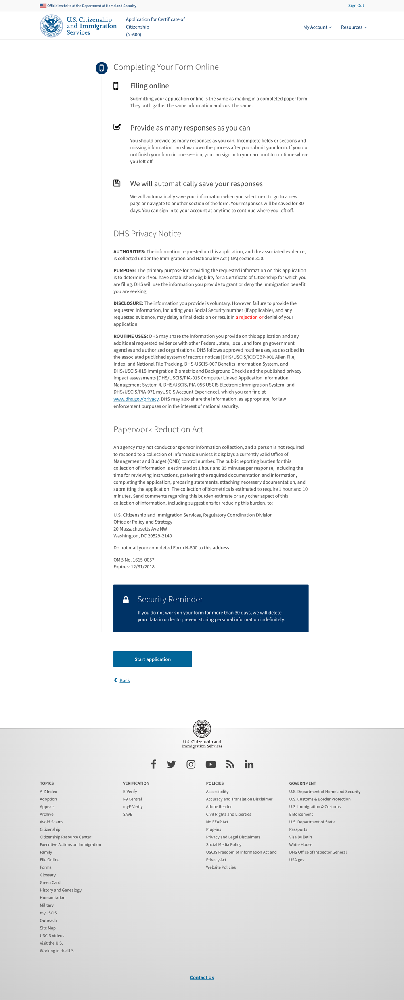 Official website of the Department of Homeland Security
Sign Out
U.S. Citizenship
and Immigration
Services
Application for Certificate of
Citizenship
(N-600)
My Account
Resources
Completing Your Form Online
Filing online
Submitting your application online is the same as mailing in a completed paper form.
They both gather the same information and cost the same.
Provide as many responses as you can
You should provide as many responses as you can. Incomplete fields or sections and
missing information can slow down the process after you submit your form. If you do
not finish your form in one session, you can sign in to your account to continue where
you left off.
We will automatically save your responses
We will automatically save your information when you select next to go to a new
page or navigate to another section of the form. Your responses will be saved for 30
days. You can sign in to your account at anytime to continue where you left off.
DHS Privacy Notice
AUTHORITIES: The information requested on this application, and the associated evidence,
is collected under the Immigration and Nationality Act (INA) section 320.
PURPOSE: The primary purpose for providing the requested information on this application
is to determine if you have established eligibility for a Certificate of Citizenship for which you
are filing. DHS will use the information you provide to grant or deny the immigration benefit
you are seeking.
DISCLOSURE: The information you provide is voluntary. However, failure to provide the
requested information, including your Social Security number (if applicable), and any
requested evidence, may delay a final decision or result in a rejection or denial of your
application.
ROUTINE USES: DHS may share the information you provide on this application and any
additional requested evidence with other Federal, state, local, and foreign government
agencies and authorized organizations. DHS follows approved routine uses, as described in
the associated published system of records notices [DHS/USCIS/ICE/CBP-001 Alien File,
Index, and National File Tracking, DHS-USCIS-007 Benefits Information System, and
DHS/USCIS-018 Immigration Biometric and Background Check] and the published privacy
impact assessments [DHS/USCIS/PIA-015 Computer Linked Application Information
Management System 4, DHS/USCIS/PIA-056 USCIS Electronic Immigration System, and
DHS/USCIS/PIA-071 myUSCIS Account Experience], which you can find at
www.dhs.gov/privacy. DHS may also share the information, as appropriate, for law
enforcement purposes or in the interest of national security.
Paperwork Reduction Act
An agency may not conduct or sponsor information collection, and a person is not required
to respond to a collection of information unless it displays a currently valid Office of
Management and Budget (OMB) control number. The public reporting burden for this
collection of information is estimated at 1 hour and 35 minutes per response, including the
time for reviewing instructions, gathering the required documentation and information,
completing the application, preparing statements, attaching necessary documentation, and
submitting the application. The collection of biometrics is estimated to require 1 hour and 10
minutes. Send comments regarding this burden estimate or any other aspect of this
collection of information, including suggestions for reducing this burden, to:
U.S. Citizenship and Immigration Services, Regulatory Coordination Division
Office of Policy and Strategy
20 Massachusetts Ave NW
Washington, DC 20529-2140
Do not mail your completed Form N-600 to this address.
OMB No. 1615-0057
Expires: 12/31/2018
Security Reminder
If you do not work on your form for more than 30 days, we will delete
your data in order to prevent storing personal information indefinitely.
Start application
Back
U.S. Citizenship and
Immigration Services
TOPICS
A-Z Index
Adoption
Appeals
Archive
Avoid Scams
Citizenship
Citizenship Resource Center
Executive Actions on Immigration
Family
File Online
Forms
Glossary
Green Card
History and Genealogy
Humanitarian
Military
myUSCIS
Outreach
Site Map
USCIS Videos
Visit the U.S.
Working in the U.S.
VERIFICATION
E-Verify
I-9 Central
myE-Verify
SAVE
POLICIES
Accessibility
Accuracy and Translation Disclaimer
Adobe Reader
Civil Rights and Liberties
No FEAR Act
Plug-ins
Privacy and Legal Disclaimers
Social Media Policy
USCIS Freedom of Information Act and
Privacy Act
Website Policies
GOVERNMENT
U.S. Department of Homeland Security
U.S. Customs & Border Protection
U.S. Immigration & Customs
Enforcement
U.S. Department of State
Passports
Visa Bulletin
White House
DHS Office of Inspector General
USA.gov
Contact Us